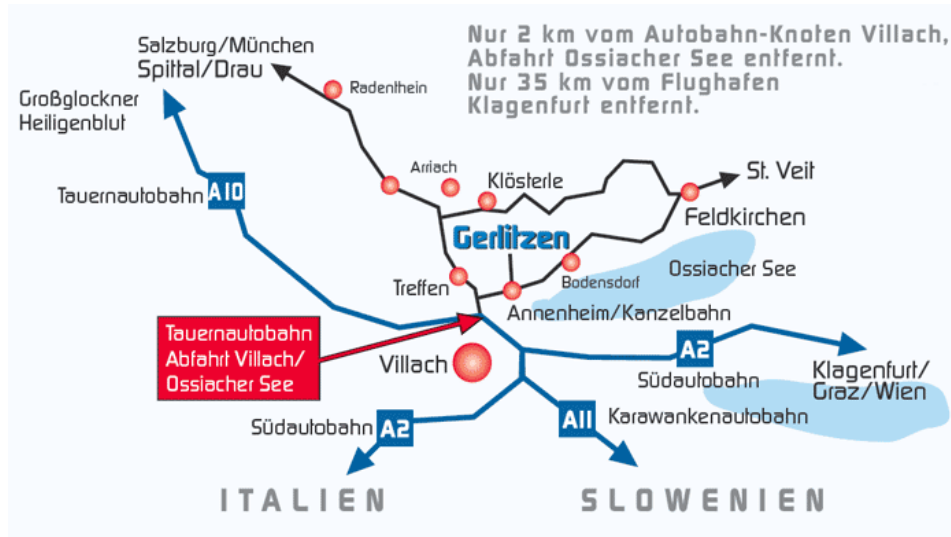 Nur 2 km vom Autobahn-Knoten Villach,
Abfahrt Ossiacher See entfernt.
Nur 35 km vom Flughafen
Klagenfurt entfernt.
Salzburg/München
Spittal/Drau
Radenthein
Großglockner
Heiligenblut
Arriach
Klösterle
St. Veit
Tauernautobahn
A10
Feldkirchen
Gerlitzen
Ossiacher See
Treffen
Bodensdorf
Annenheim/Kanzelbahn
Tauernautobahn
Abfahrt Villach/
Ossiacher See
Villach
A2
Südautobahn
Klagenfurt/
Graz/Wien
Südautobahn
A2
A11
Karawankenautobahn
ITALIEN
SLOWENIEN